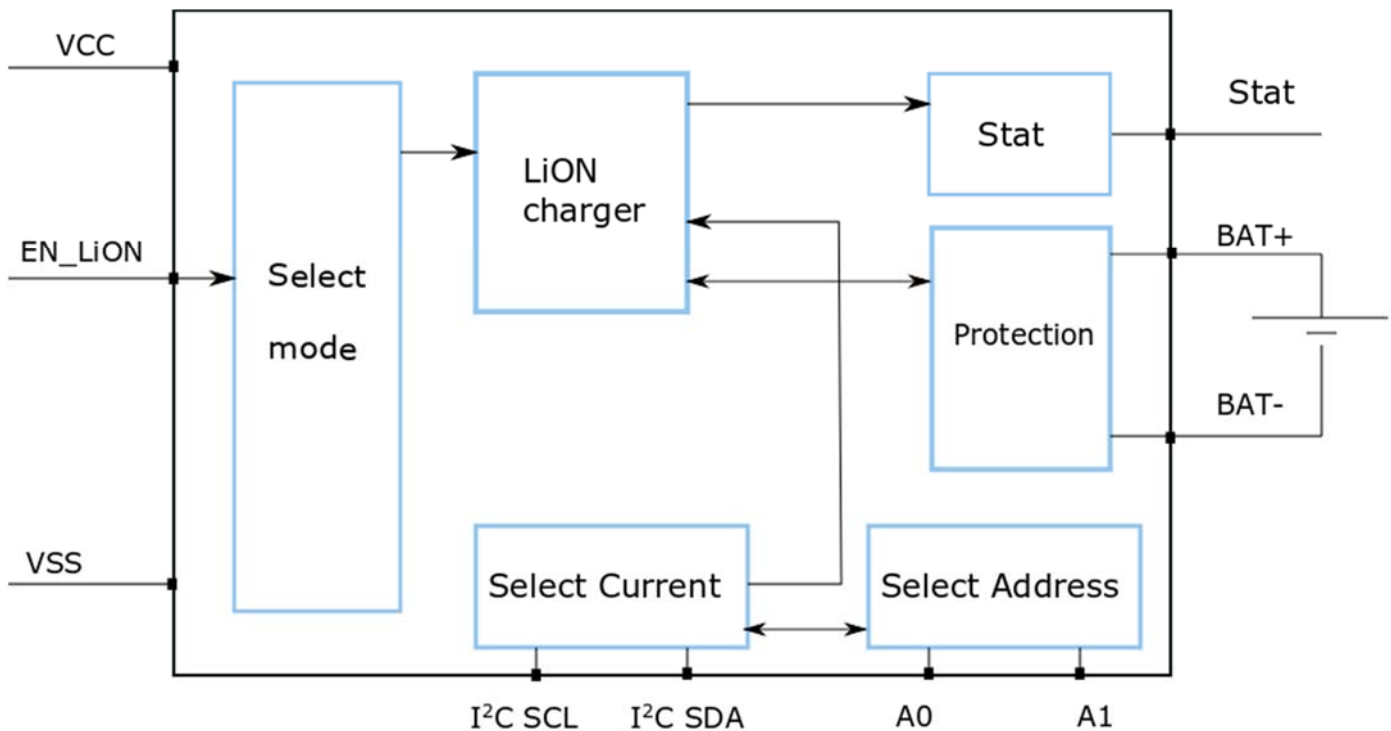 VCC
Stat
LiON
charger
Stat
EN_LiON
Select
mode
BAT+
Protection
BAT-
VSS
Select Current
Select Address
I²C SCL
I²C SDA
A0
A1